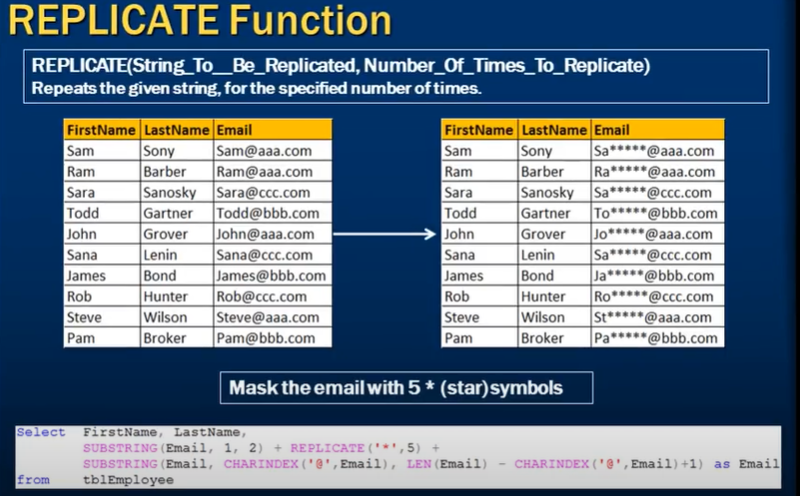 REPLICATE Function
REPLICATE(String_To__Be_Replicated, Number_Of_Times_To_Replicate)
Repeats the given string, for the specified number of times.
FirstName LastName Email
Sam Sony Sam@aaa.com
Ram Barber Ram@aaa.com
Sara Sanosky Sara@ccc.com
Todd Gartner Todd@bbb.com
John Grover John@aaa.com
Sana Lenin Sana@ccc.com
James Bond James@bbb.com
Rob Hunter Rob@ccc.com
Steve Wilson Steve@aaa.com
Pam Broker Pam@bbb.com
FirstName LastName Email
Sam Sony Sa*****@aaa.com
Ram Barber Ra*****@aaa.com
Sara Sanosky Sa*****@ccc.com
Todd Gartner To*****@bbb.com
John Grover Jo*****@aaa.com
Sana Lenin Sa*****@ccc.com
James Bond Ja*****@bbb.com
Rob Hunter Ro*****@ccc.com
Steve Wilson St*****@aaa.com
Pam Broker Pa*****@bbb.com
Mask the email with 5 * (star)symbols
Select FirstName, LastName,
SUBSTRING(Email, 1, 2) + REPLICATE('*',5) +
SUBSTRING(Email, CHARINDEX('@',Email), LEN(Email) - CHARINDEX('@',Email)+1) as Email
from tblEmployee